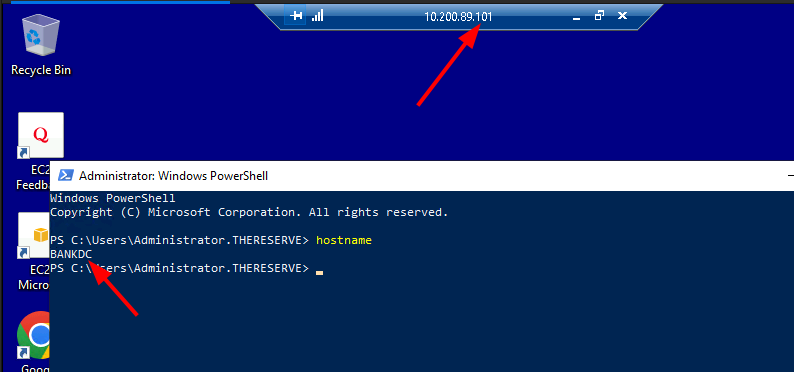 10.200.89.101
Recycle Bin
Q
EC2
Feedb
Administrator: Windows PowerShell
Windows PowerShell
Copyright (C) Microsoft Corporation. All rights reserved.
PS C:\Users\Administrator.THERESERVE> hostname
BANKDC
PS C:\Users\Administrator.THERESERVE>
EC2
Micro
Goog